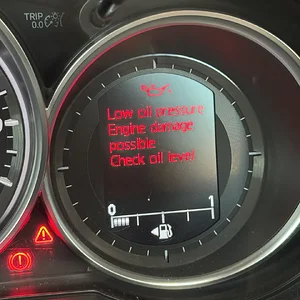 TRIP
0.0
Low oil pressure
Engine damage
possible
Check oil level
0 1